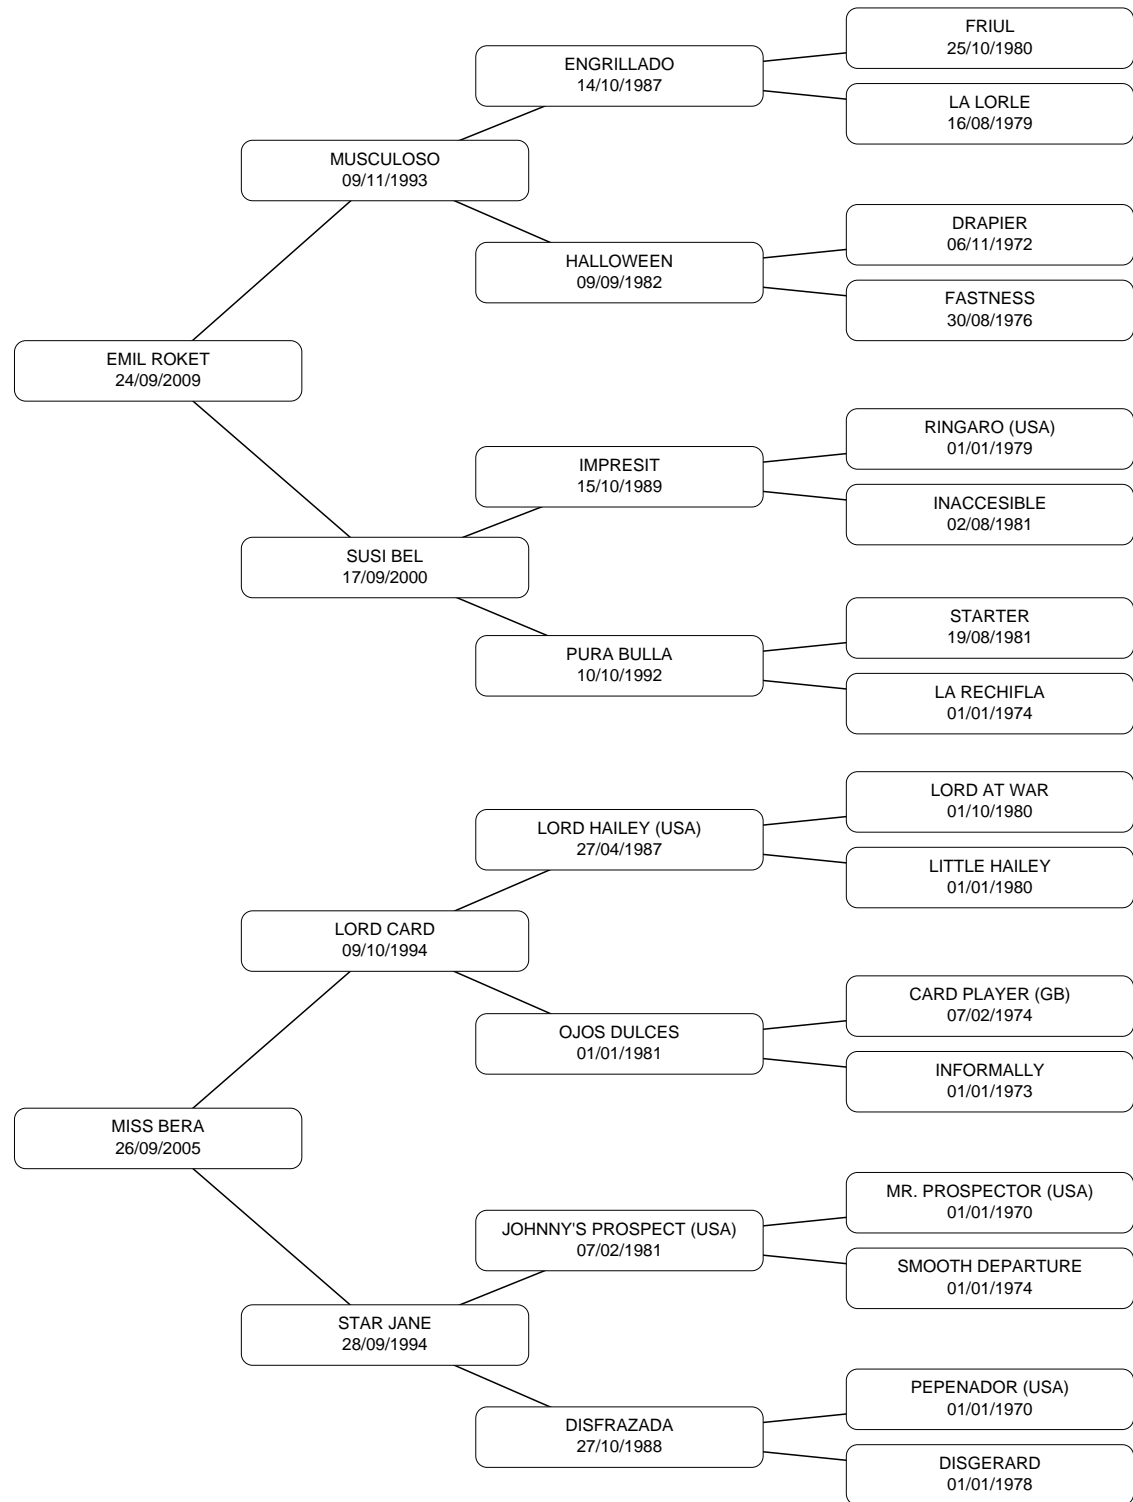 FRIUL
25/10/1980
ENGRILLADO
14/10/1987
LA LORLE
16/08/1979
MUSCULOSO
09/11/1993
DRAPIER
06/11/1972
HALLOWEEN
09/09/1982
FASTNESS
30/08/1976
EMIL ROKET
24/09/2009
RINGARO (USA)
01/01/1979
IMPRESIT
15/10/1989
INACCESIBLE
02/08/1981
SUSI BEL
17/09/2000
STARTER
19/08/1981
PURA BULLA
10/10/1992
LA RECHIFLA
01/01/1974
LORD AT WAR
01/10/1980
LORD HAILEY (USA)
27/04/1987
LITTLE HAILEY
01/01/1980
LORD CARD
09/10/1994
CARD PLAYER (GB)
07/02/1974
OJOS DULCES
01/01/1981
INFORMALLY
01/01/1973
MISS BERA
26/09/2005
MR. PROSPECTOR (USA)
01/01/1970
JOHNNY'S PROSPECT (USA)
07/02/1981
SMOOTH DEPARTURE
01/01/1974
STAR JANE
28/09/1994
PEPENADOR (USA)
01/01/1970
DISFRAZADA
27/10/1988
DISGERARD
01/01/1978